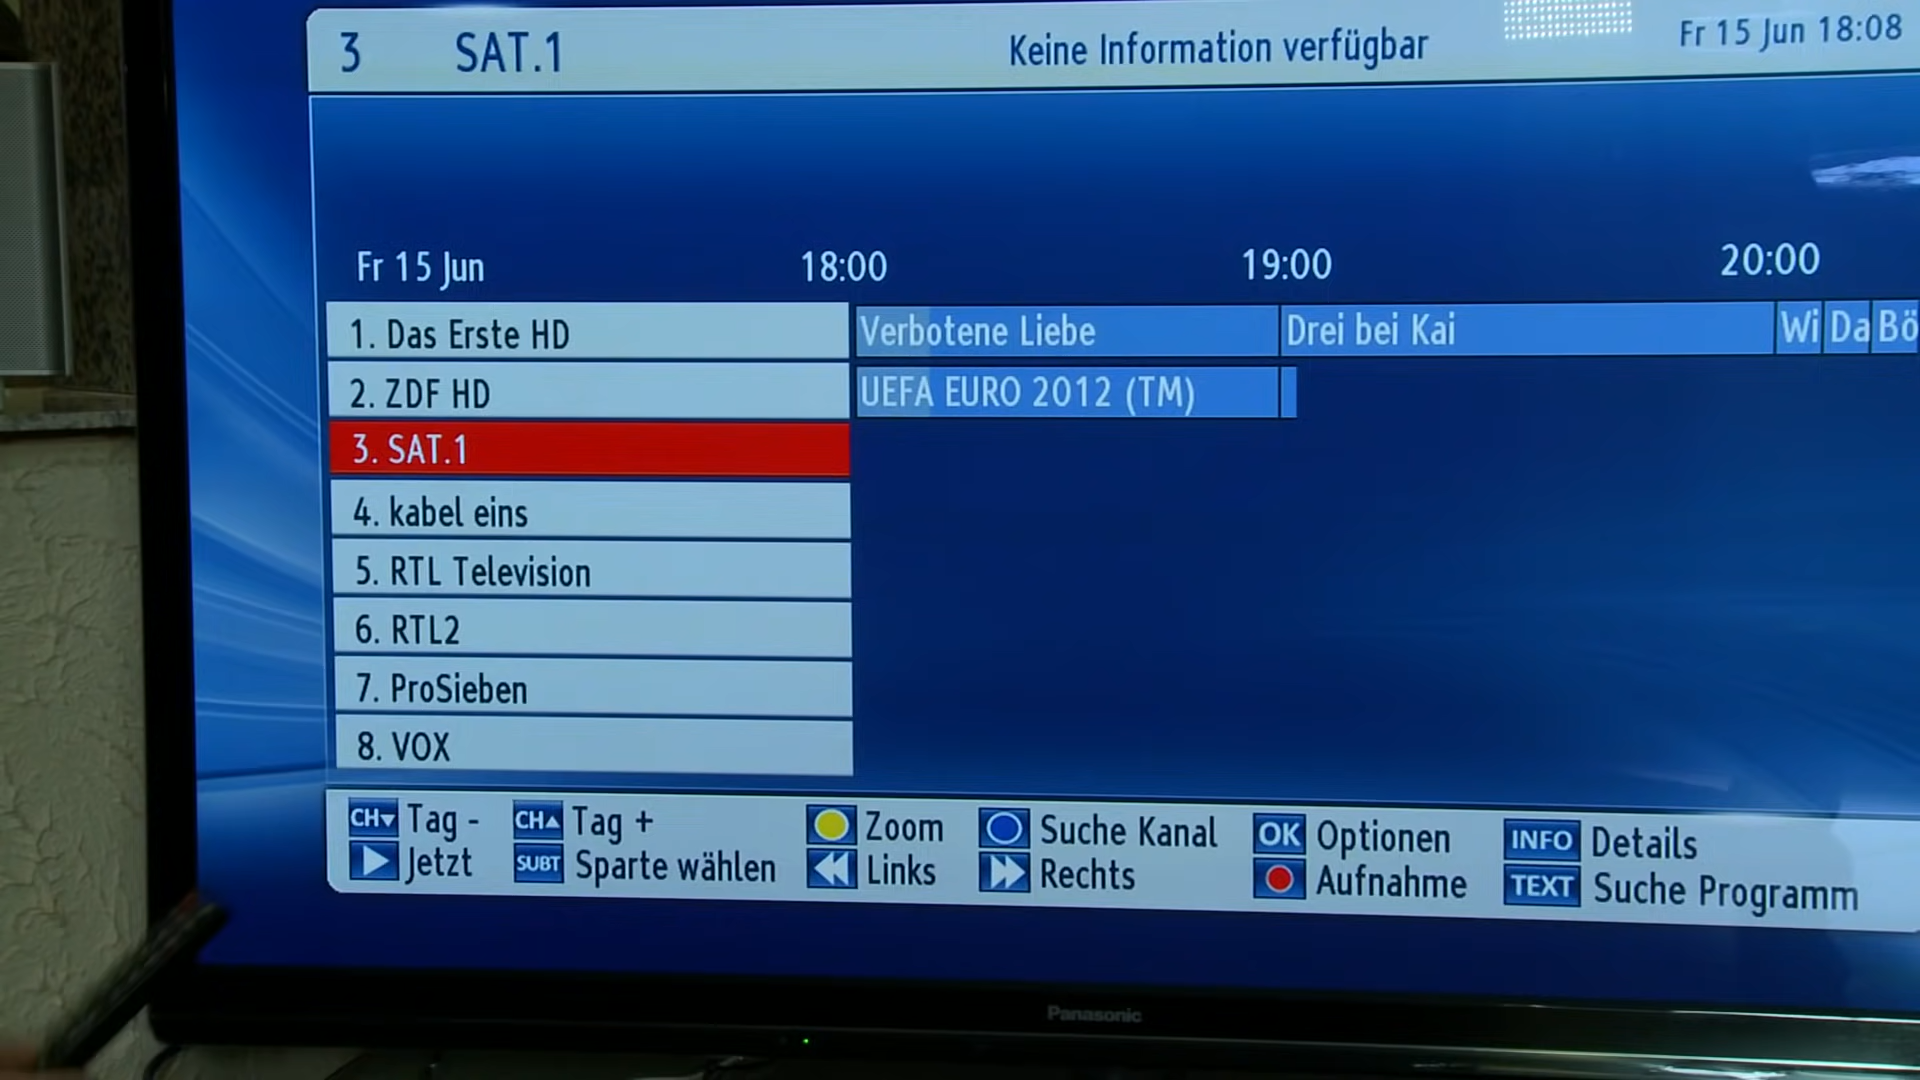 3 SAT.1 Keine Information verfügbar Fr 15 Jun 18:08
Fr 15 Jun 18:00 19:00 20:00
1. Das Erste HD Verbotene Liebe Drei bei Kai Wi Da Bö
2. ZDF HD UEFA EURO 2012 (TM)
3. SAT.1
4. kabel eins
5. RTL Television
6. RTL2
7. ProSieben
8. VOX
CH▼ Tag - CH▲ Tag + Zoom Suche Kanal OK Optionen INFO Details
Jetzt SUBT Sparte wählen Links Rechts Aufnahme TEXT Suche Programm
Panasonic